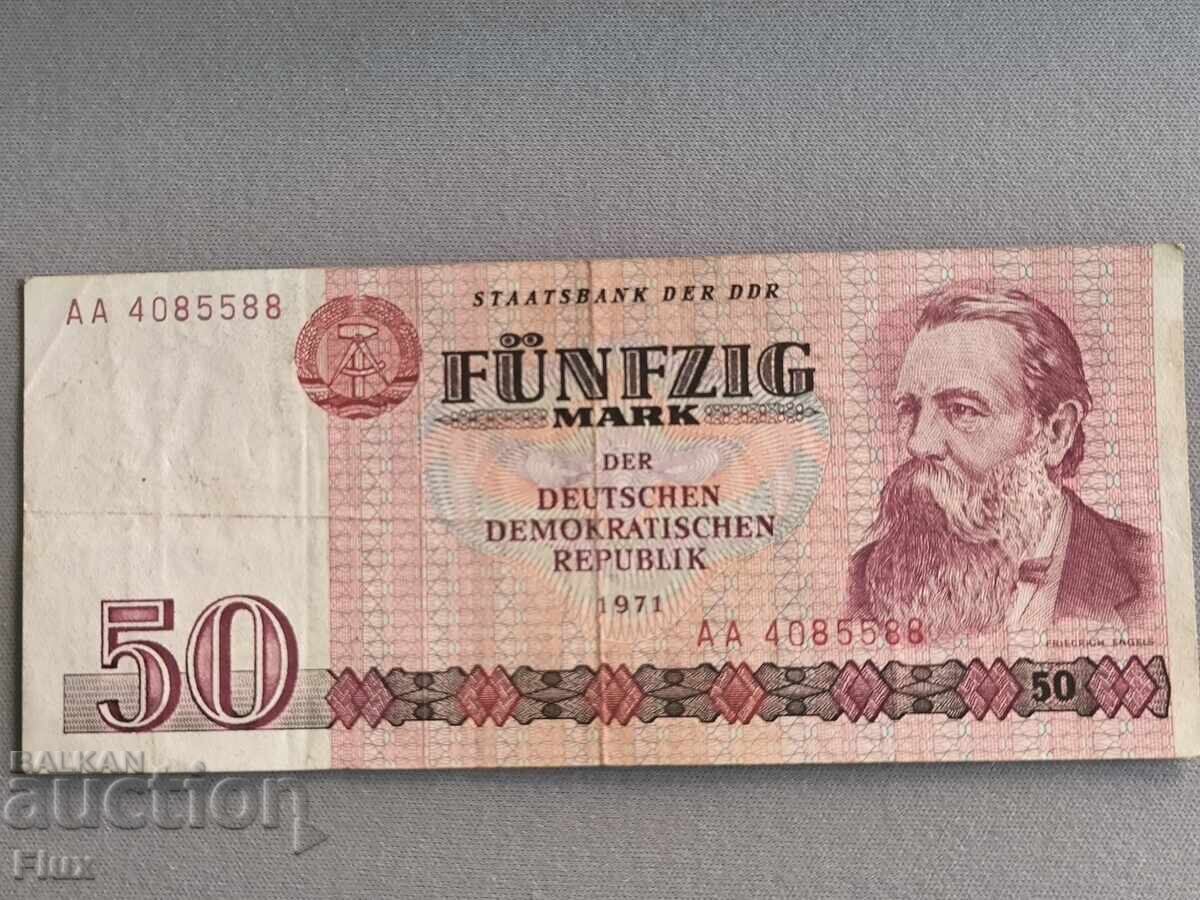 AA 4085588
STAATSBANK DER DDR
FÜNFZIG
MARK
DER
DEUTSCHEN
DEMOKRATISCHEN
REPUBLIK
1971
AA 4085588
FRIEDRICH ENGELS
50
50
BALKAN
auction
Flux